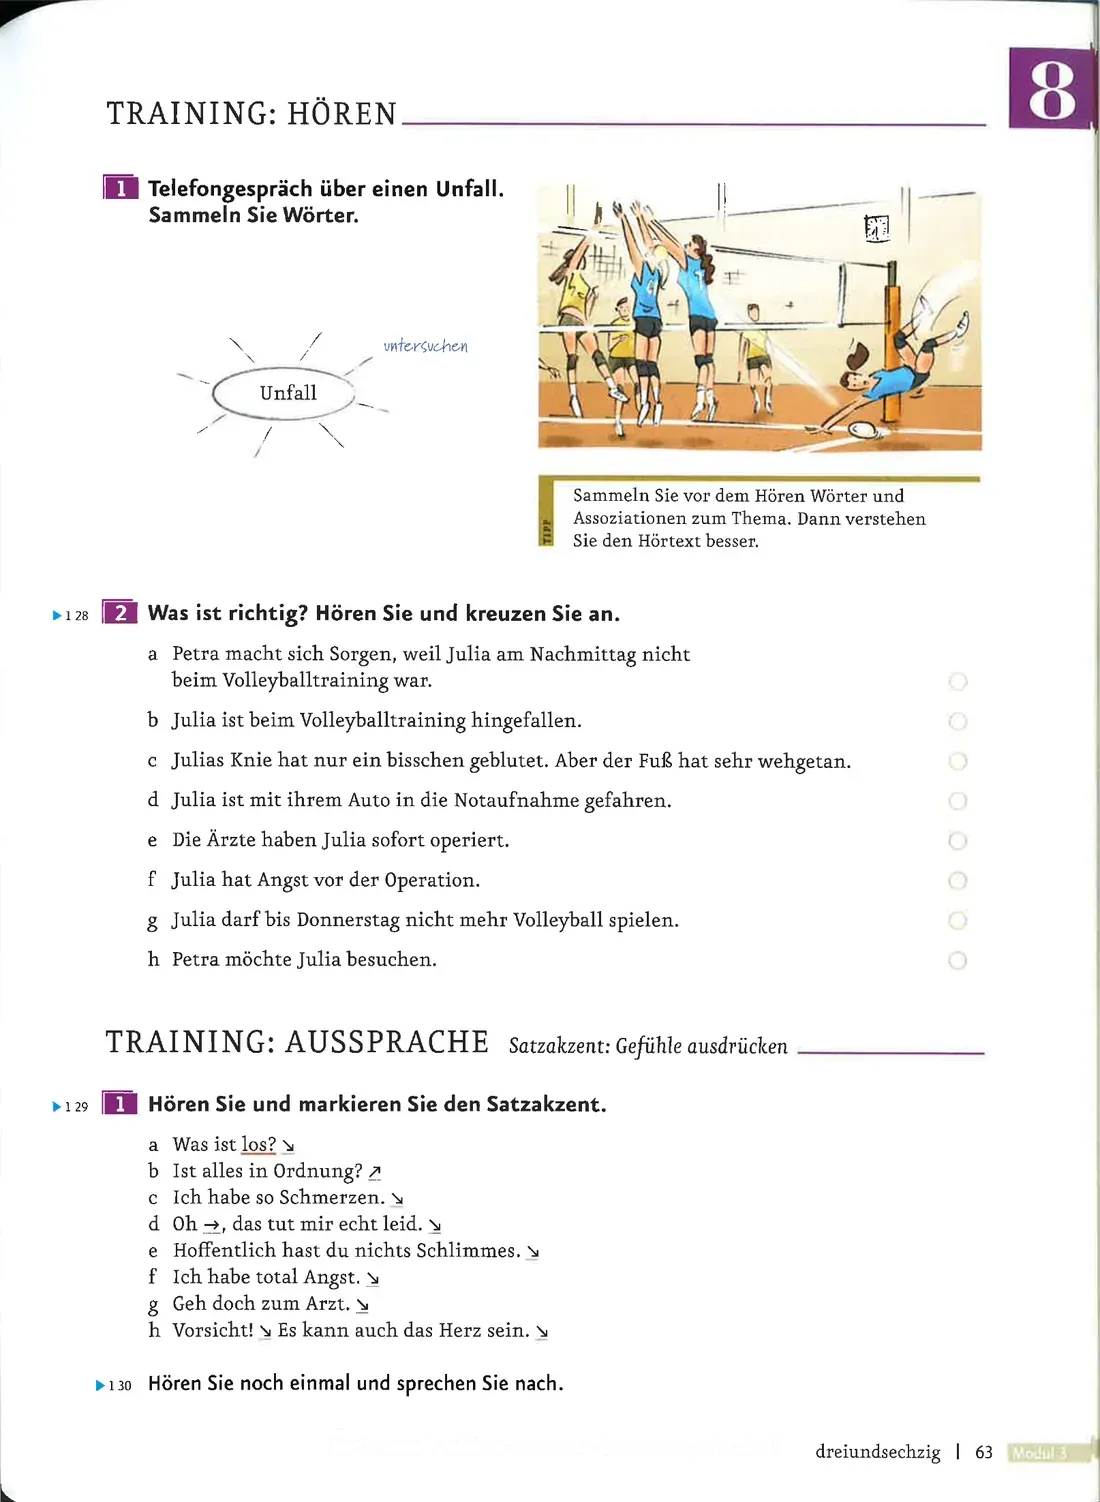 8
TRAINING: HÖREN
1 Telefongespräch über einen Unfall.
Sammeln Sie Wörter.
untersuchen
Unfall
TIPP
Sammeln Sie vor dem Hören Wörter und
Assoziationen zum Thema. Dann verstehen
Sie den Hörtext besser.
▶ 1 28 2 Was ist richtig? Hören Sie und kreuzen Sie an.
a Petra macht sich Sorgen, weil Julia am Nachmittag nicht
beim Volleyballtraining war.
b Julia ist beim Volleyballtraining hingefallen.
c Julias Knie hat nur ein bisschen geblutet. Aber der Fuß hat sehr wehgetan.
d Julia ist mit ihrem Auto in die Notaufnahme gefahren.
e Die Ärzte haben Julia sofort operiert.
f Julia hat Angst vor der Operation.
g Julia darf bis Donnerstag nicht mehr Volleyball spielen.
h Petra möchte Julia besuchen.
TRAINING: AUSSPRACHE Satzakzent: Gefühle ausdrücken
▶ 1 29 1 Hören Sie und markieren Sie den Satzakzent.
a Was ist los? ↘
b Ist alles in Ordnung? ↗
c Ich habe so Schmerzen. ↘
d Oh →, das tut mir echt leid. ↘
e Hoffentlich hast du nichts Schlimmes. ↘
f Ich habe total Angst. ↘
g Geh doch zum Arzt. ↘
h Vorsicht! ↘ Es kann auch das Herz sein. ↘
▶ 1 30 Hören Sie noch einmal und sprechen Sie nach.
dreiundsechzig | 63 Modul 3